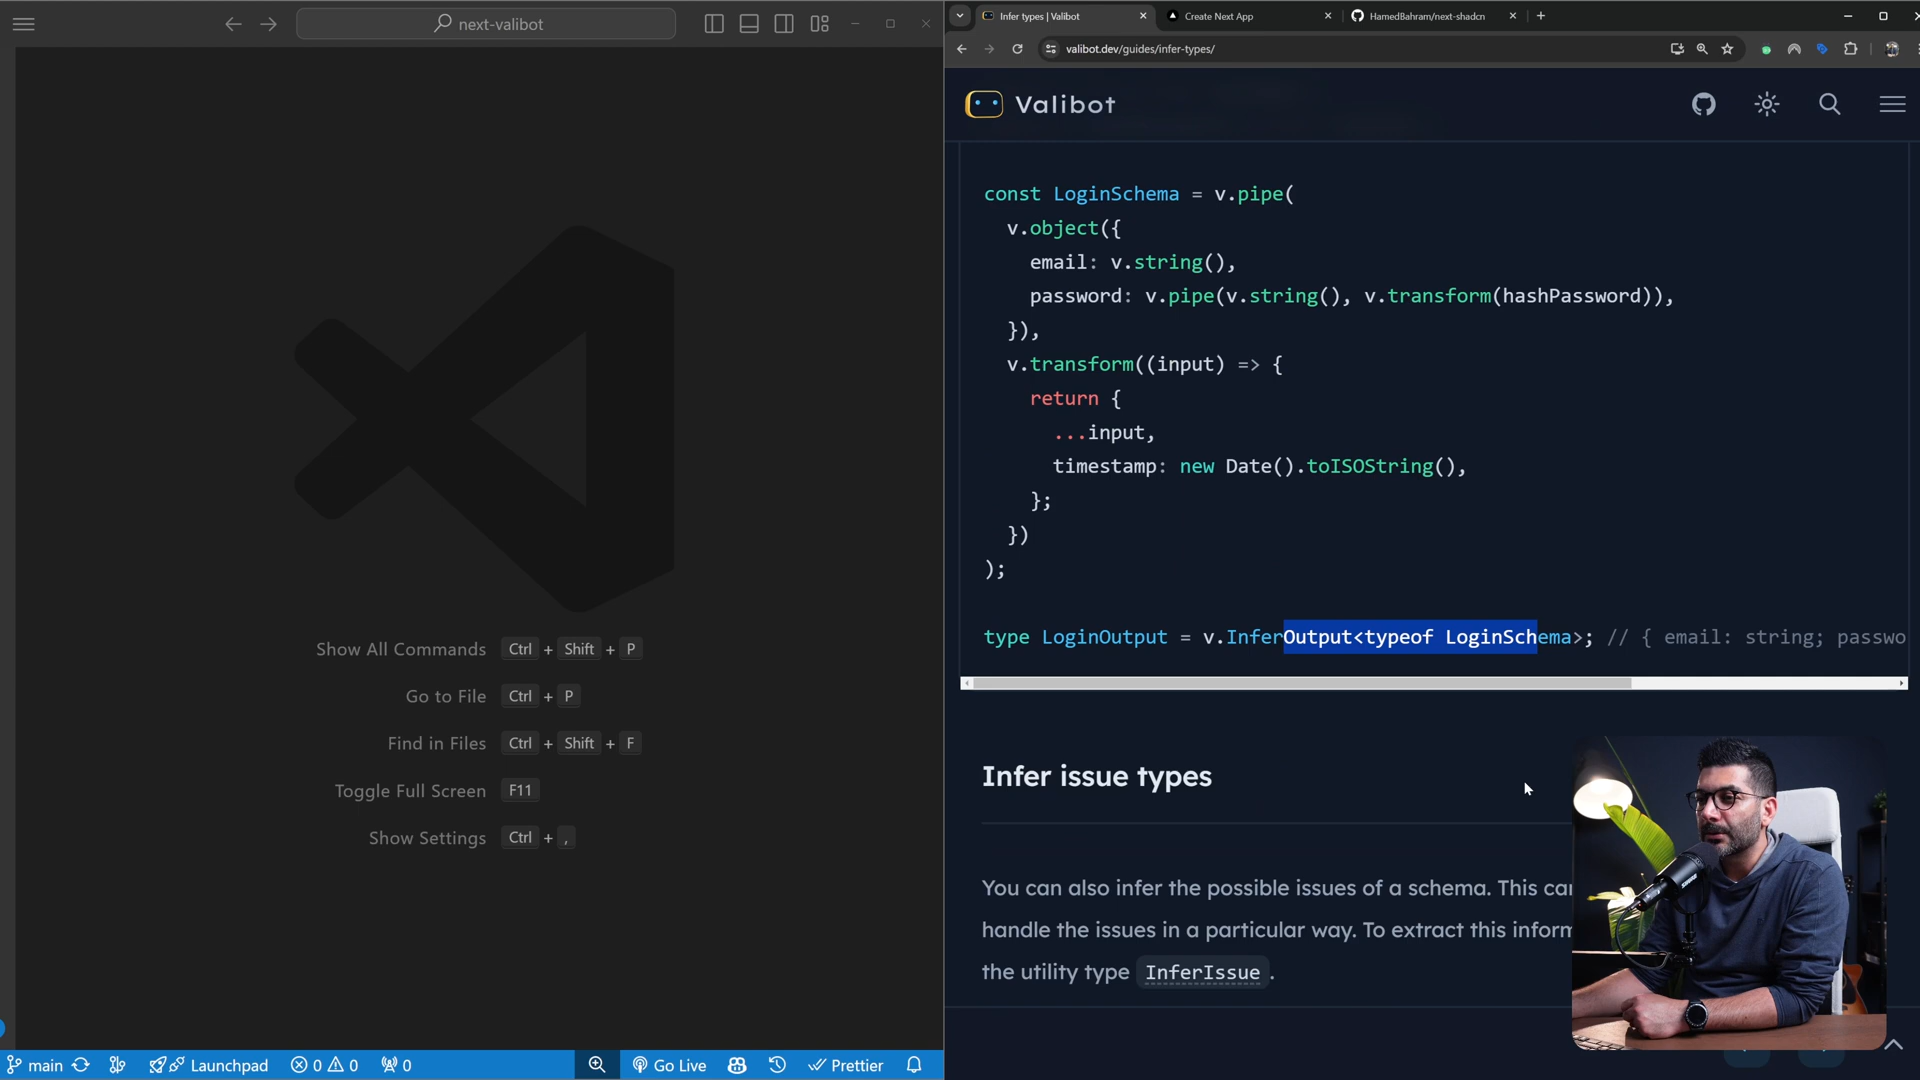 next-valibot
Show All Commands Ctrl + Shift + P
Go to File Ctrl + P
Find in Files Ctrl + Shift + F
Toggle Full Screen F11
Show Settings Ctrl + ,
main Launchpad 0 0 0 Go Live Prettier
Infer types | Valibot Create Next App HamedBahram/next-shadcn
valibot.dev/guides/infer-types/
Valibot
const LoginSchema = v.pipe(
v.object({
email: v.string(),
password: v.pipe(v.string(), v.transform(hashPassword)),
}),
v.transform((input) => {
return {
...input,
timestamp: new Date().toISOString(),
};
})
);
type LoginOutput = v.InferOutput<typeof LoginSchema>; // { email: string; passwo
Infer issue types
You can also infer the possible issues of a schema. This can
handle the issues in a particular way. To extract this inform
the utility type InferIssue.